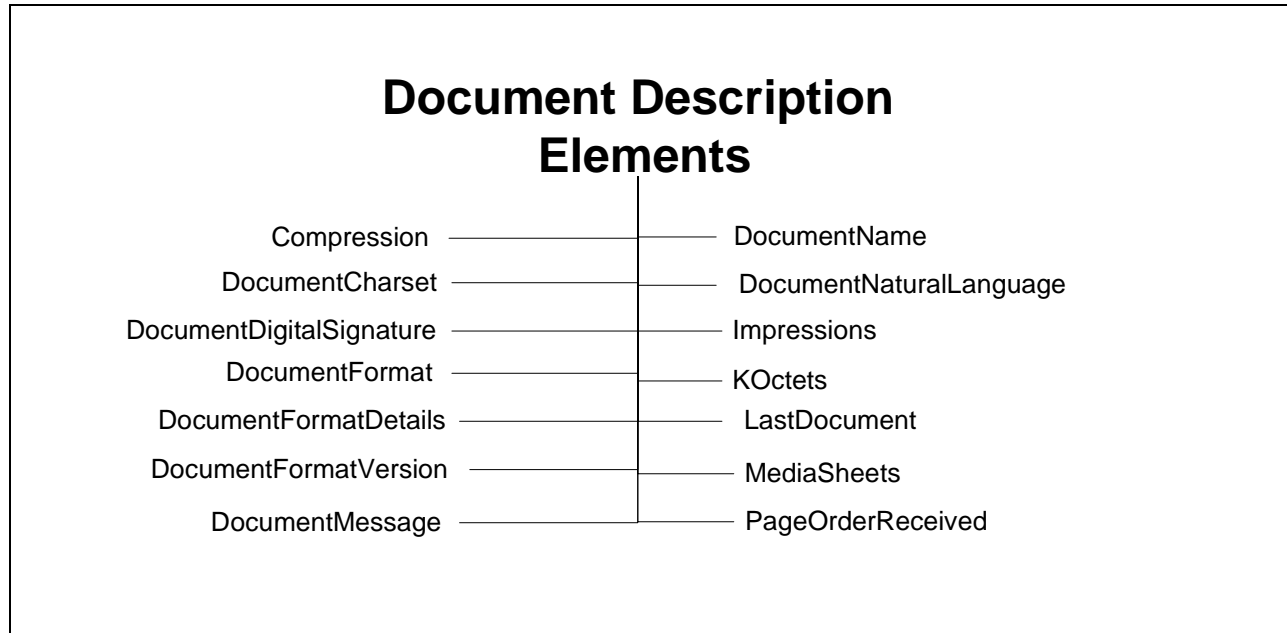 Document Description
Elements
Compression
DocumentCharset
DocumentDigitalSignature
DocumentFormat
DocumentFormatDetails
DocumentFormatVersion
DocumentMessage
DocumentName
DocumentNaturalLanguage
Impressions
KOctets
LastDocument
MediaSheets
PageOrderReceived